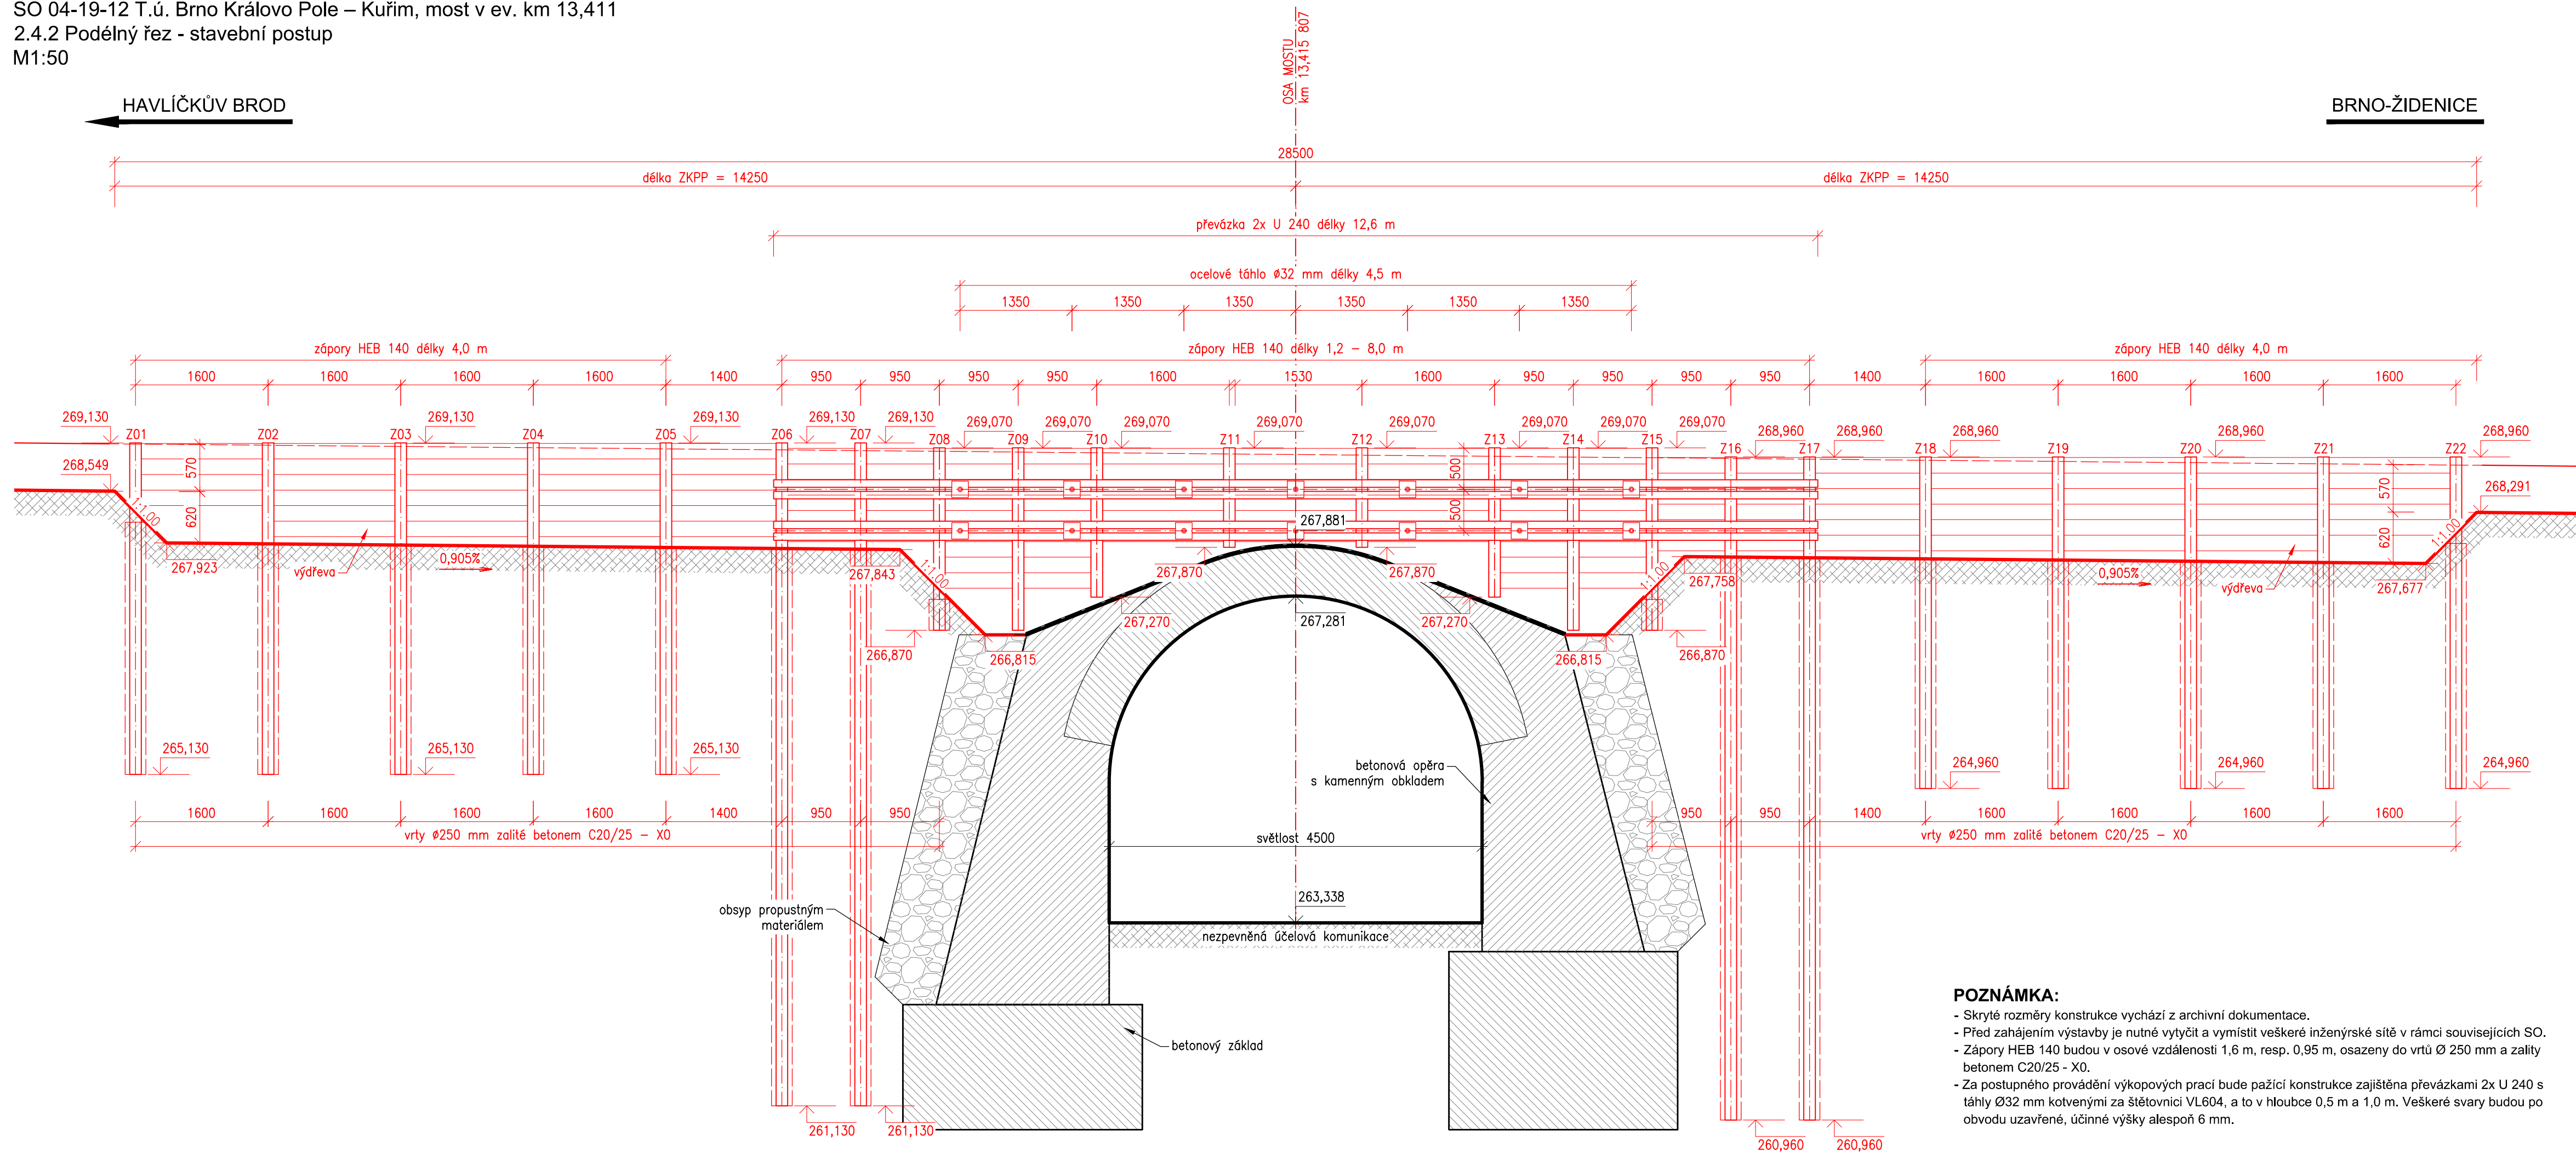 SO 04-19-12 T.ú. Brno Královo Pole – Kuřim, most v ev. km 13,411
2.4.2 Podélný řez - stavební postup
M1:50
OSA MOSTU
km 13,415 807
HAVLÍČKŮV BROD
BRNO-ŽIDENICE
28500
délka ZKPP = 14250
délka ZKPP = 14250
převázka 2x U 240 délky 12,6 m
ocelové táhlo ø32 mm délky 4,5 m
1350 1350 1350 1350 1350 1350
zápory HEB 140 délky 4,0 m
zápory HEB 140 délky 1,2 – 8,0 m
zápory HEB 140 délky 4,0 m
1600 1600 1600 1600 1400 950 950 950 950 1600 1530 1600 950 950 950 950 1400 1600 1600 1600 1600
269,130 269,130 269,130 269,130 269,130 269,070 269,070 269,070 269,070 269,070 269,070 269,070 269,070 268,960 268,960 268,960 268,960 268,960
Z01 Z02 Z03 Z04 Z05 Z06 Z07 Z08 Z09 Z10 Z11 Z12 Z13 Z14 Z15 Z16 Z17 Z18 Z19 Z20 Z21 Z22
268,549
570
500
570
268,291
1:1.00
620
500
267,881
620
1:1.00
267,923
výdřeva
0,905%
267,843
1:1.00
267,870
267,870
1:1.00
267,758
0,905%
výdřeva
267,677
267,270
267,281
267,270
266,870
266,815
266,815
266,870
265,130
265,130
265,130
264,960
264,960
264,960
betonová opěra
s kamenným obkladem
1600 1600 1600 1600 1400 950 950
950 950 1400 1600 1600 1600 1600
vrty ø250 mm zalité betonem C20/25 – X0
vrty ø250 mm zalité betonem C20/25 – X0
světlost 4500
263,338
obsyp propustným
materiálem
nezpevněná účelová komunikace
betonový základ
261,130
261,130
260,960
260,960
POZNÁMKA:
- Skryté rozměry konstrukce vychází z archivní dokumentace.
- Před zahájením výstavby je nutné vytyčit a vymístit veškeré inženýrské sítě v rámci souvisejících SO.
- Zápory HEB 140 budou v osové vzdálenosti 1,6 m, resp. 0,95 m, osazeny do vrtů Ø 250 mm a zality
betonem C20/25 - X0.
- Za postupného provádění výkopových prací bude pažící konstrukce zajištěna převázkami 2x U 240 s
táhly Ø32 mm kotvenými za štětovnici VL604, a to v hloubce 0,5 m a 1,0 m. Veškeré svary budou po
obvodu uzavřené, účinné výšky alespoň 6 mm.